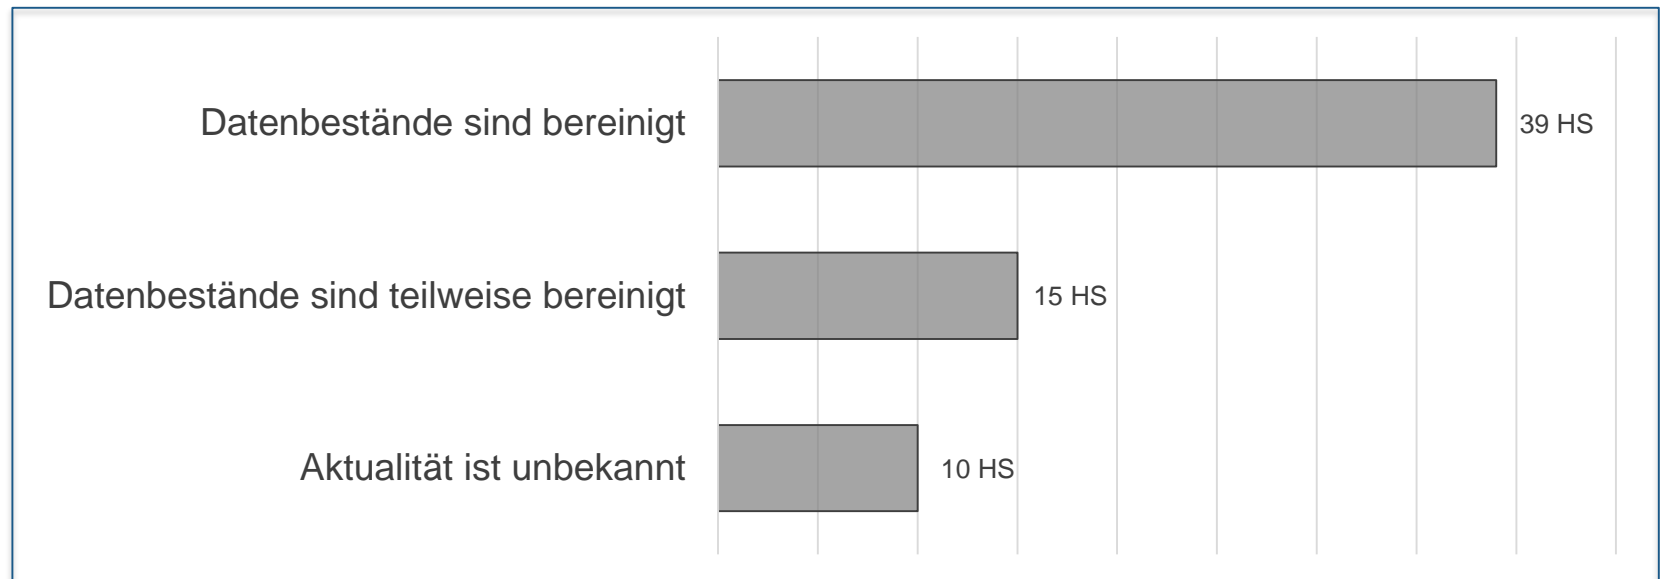 Datenbestände sind bereinigt
39 HS
Datenbestände sind teilweise bereinigt
15 HS
Aktualität ist unbekannt
10 HS